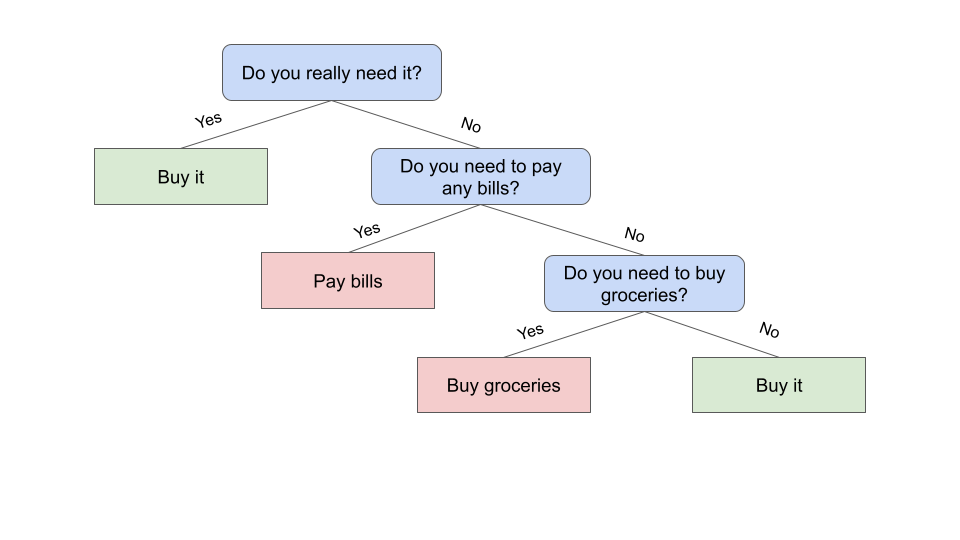 Do you really need it?
Yes
No
Buy it
Do you need to pay
any bills?
Yes
No
Pay bills
Do you need to buy
groceries?
Yes
No
Buy groceries
Buy it